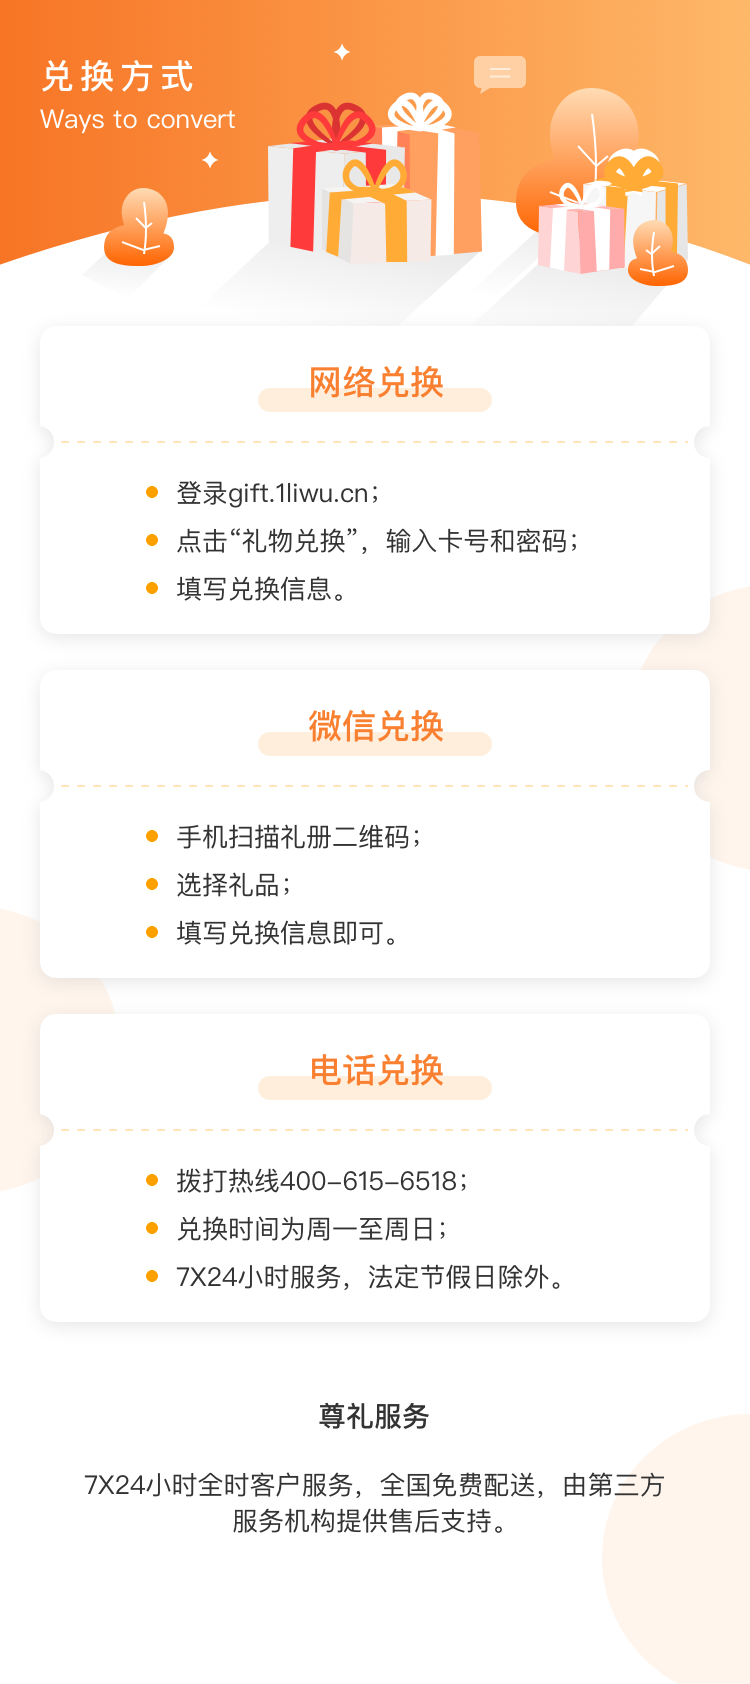 兑换方式
Ways to convert
网络兑换
登录gift.1liwu.cn；
点击“礼物兑换”，输入卡号和密码；
填写兑换信息。
微信兑换
手机扫描礼册二维码；
选择礼品；
填写兑换信息即可。
电话兑换
拨打热线400-615-6518；
兑换时间为周一至周日；
7X24小时服务，法定节假日除外。
尊礼服务
7X24小时全时客户服务，全国免费配送，由第三方
服务机构提供售后支持。